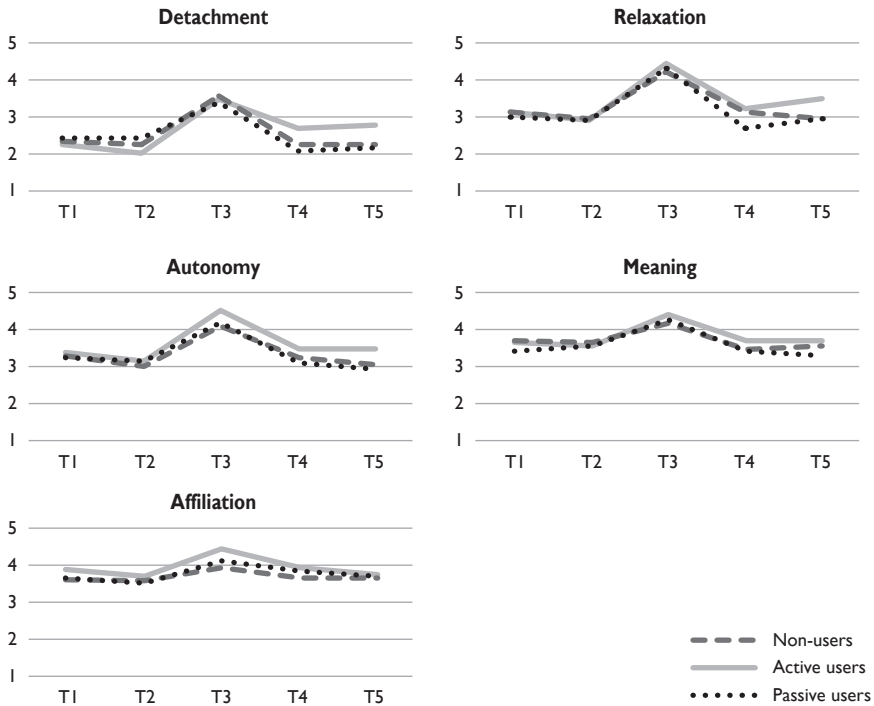 Detachment
5
4
3
2
1
T1 T2 T3 T4 T5
Relaxation
5
4
3
2
1
T1 T2 T3 T4 T5
Autonomy
5
4
3
2
1
T1 T2 T3 T4 T5
Meaning
5
4
3
2
1
T1 T2 T3 T4 T5
Affiliation
5
4
3
2
1
T1 T2 T3 T4 T5
Non-users
Active users
Passive users